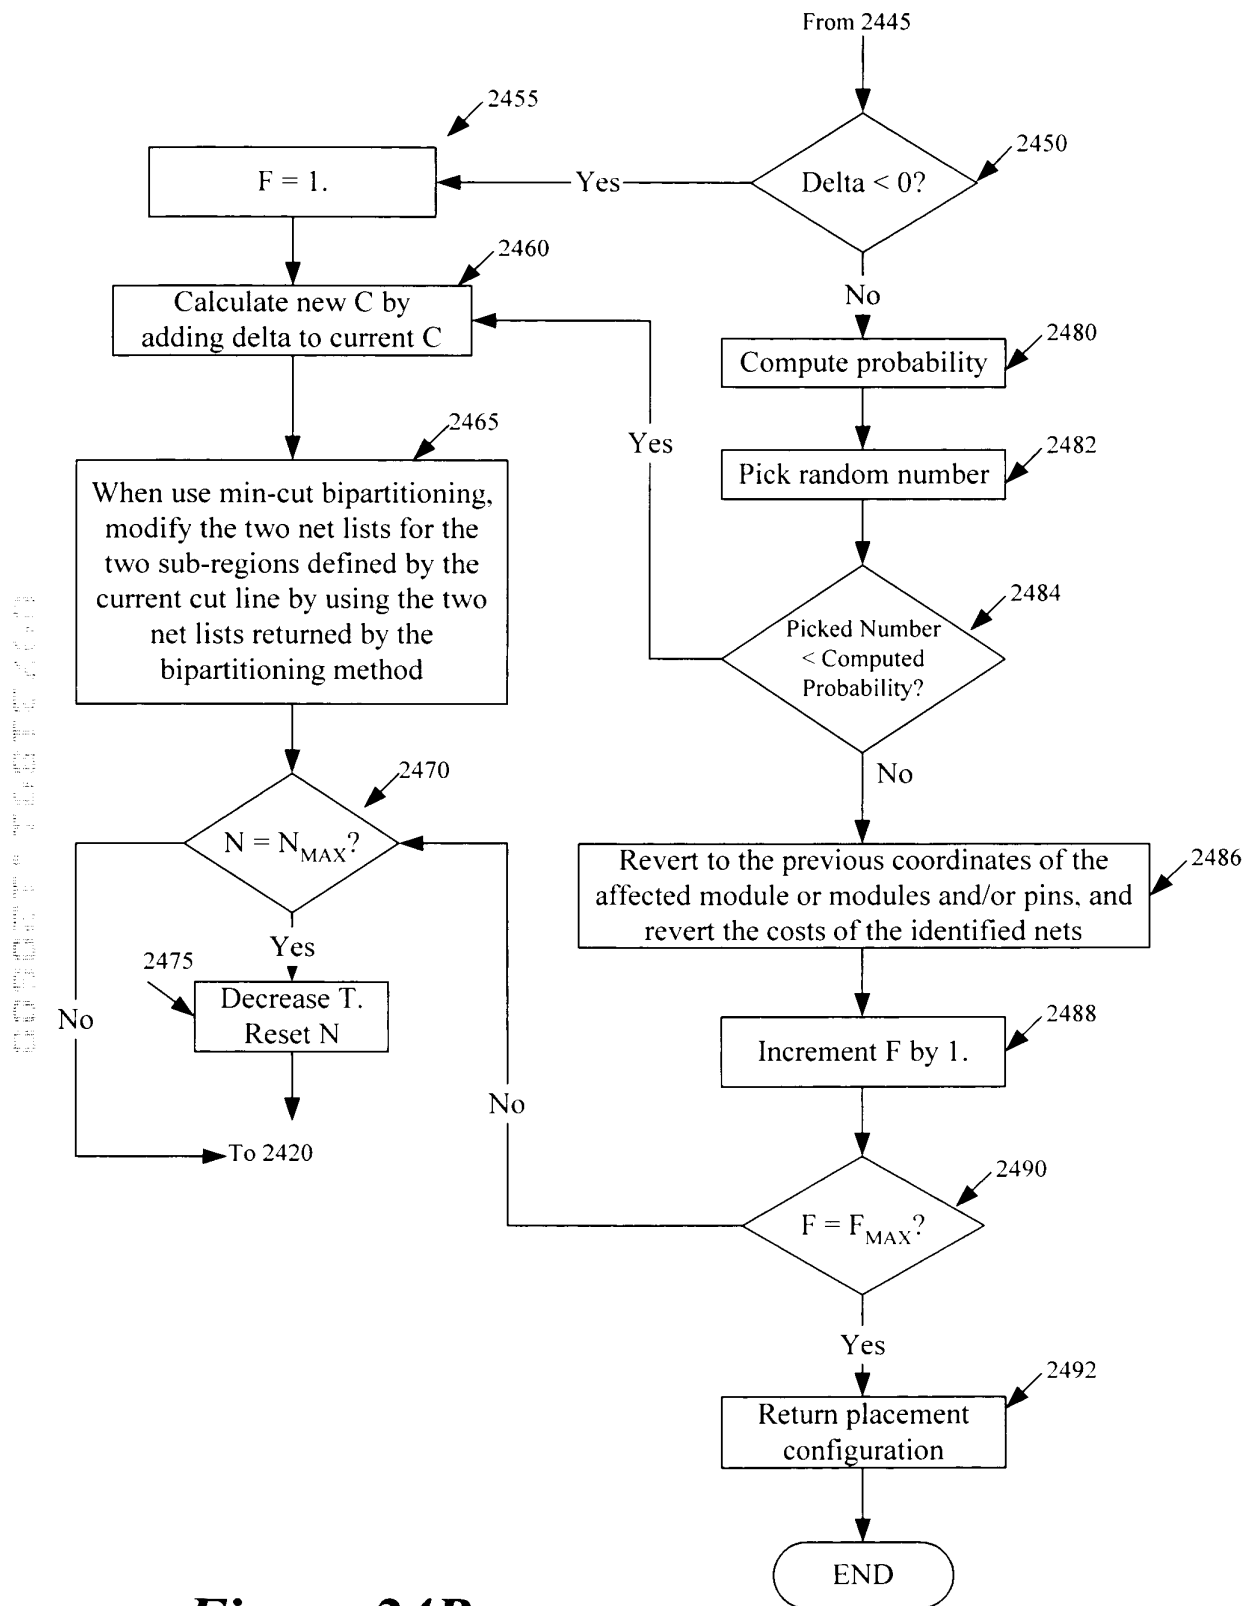 From 2445
2455
F = 1.
Yes
Delta < 0?
2450
2460
Calculate new C by
adding delta to current C
No
Compute probability
2480
2465
When use min-cut bipartitioning,
modify the two net lists for the
two sub-regions defined by the
current cut line by using the two
net lists returned by the
bipartitioning method
Yes
Pick random number
2482
Picked Number
< Computed
Probability?
2484
2470
N = N_MAX?
No
Revert to the previous coordinates of the
affected module or modules and/or pins, and
revert the costs of the identified nets
2486
Yes
2475
Decrease T.
Reset N
No
To 2420
Increment F by 1.
2488
No
F = F_MAX?
2490
Yes
Return placement
configuration
2492
END